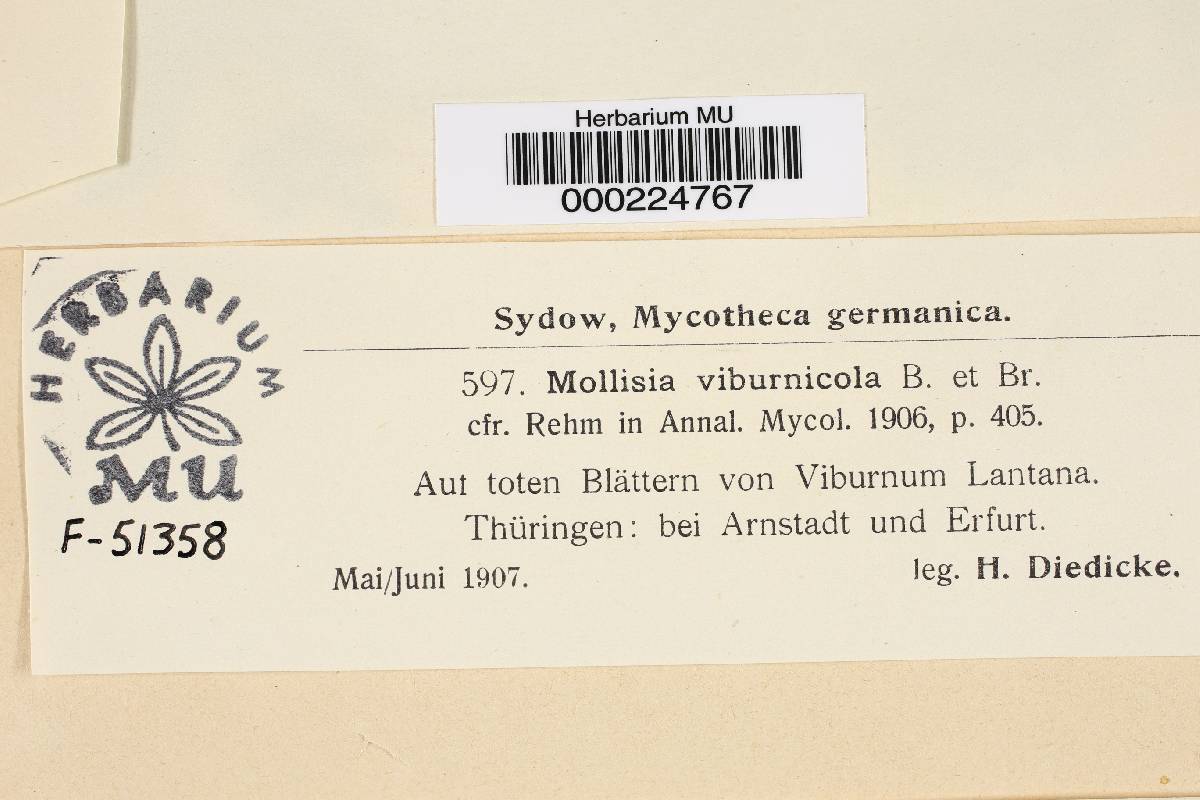 Herbarium MU
000224767
HERBARIUM
MU
F-51358
Sydow, Mycotheca germanica.
597. Mollisia viburnicola B. et Br.
cfr. Rehm in Annal. Mycol. 1906, p. 405.
Auf toten Blättern von Viburnum Lantana.
Thüringen: bei Arnstadt und Erfurt.
Mai/Juni 1907.
leg. H. Diedicke.